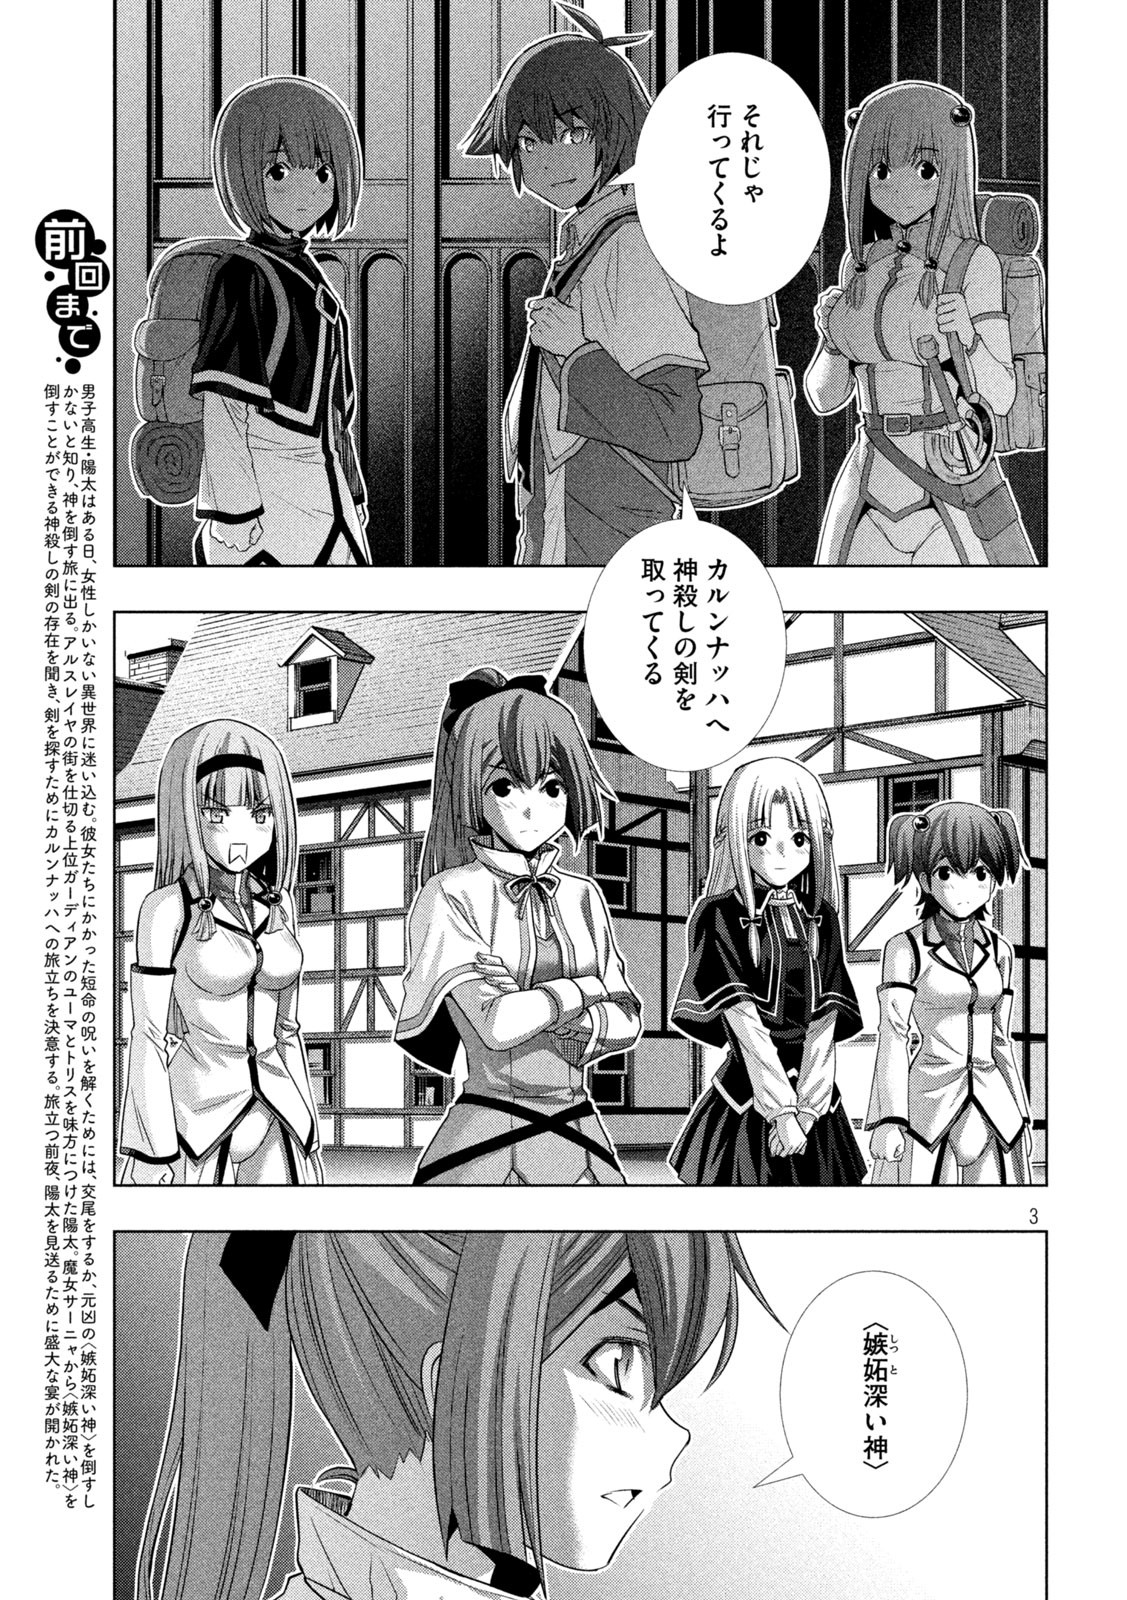 それじゃ
行ってくるよ
カルンナッハへ
神殺しの剣を
取ってくる
3
〈嫉妬深い神〉
しっと
前回まで
男子高生・陽太はある日、女性しかいない異世界に迷い込む。彼女たちにかかった短命の呪いを解くためには、交尾をするか、元凶の〈嫉妬深い神〉を倒すし
かないと知り、神を倒す旅に出る。アルスレイヤの街を仕切る上位ガーディアンのユーマとトリスを味方につけた陽太。魔女サーニャから〈嫉妬深い神〉を
倒すことができる神殺しの剣の存在を聞き、剣を探すためにカルンナッハへの旅立ちを決意する。旅立つ前夜、陽太を見送るために盛大な宴が開かれた。